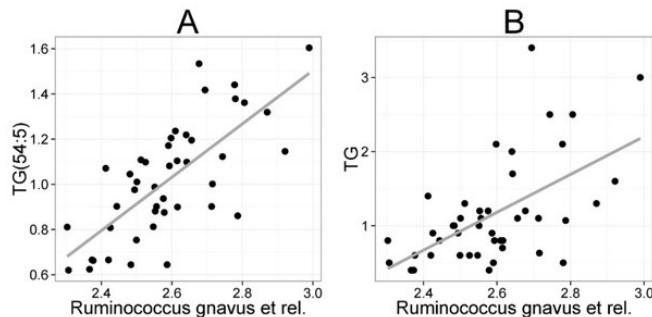 A
TG(54:5)
1.6
1.4
1.2
1.0
0.8
0.6
2.4 2.6 2.8 3.0
Ruminococcus gnavus et rel.
B
TG
3
2
1
2.4 2.6 2.8 3.0
Ruminococcus gnavus et rel.